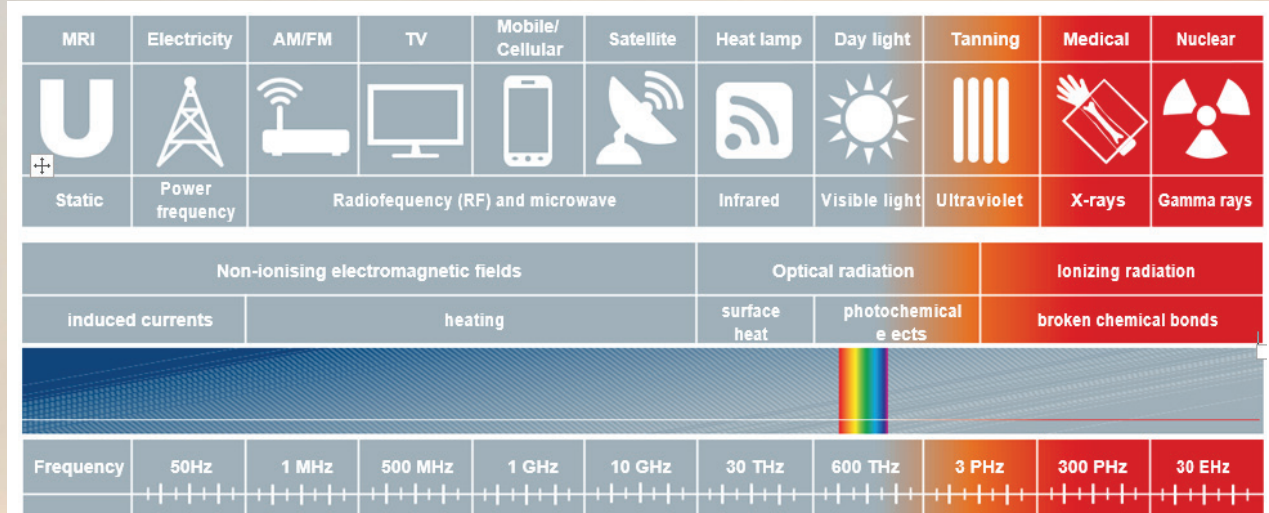 MRI
Electricity
AM/FM
TV
Mobile/
Cellular
Satellite
Heat lamp
Day light
Tanning
Medical
Nuclear
Static
Power
frequency
Radiofequency (RF) and microwave
Infrared
Visible light
Ultraviolet
X-rays
Gamma rays
Non-ionising electromagnetic fields
Optical radiation
Ionizing radiation
induced currents
heating
surface
heat
photochemical
e ects
broken chemical bonds
Frequency
50Hz
1 MHz
500 MHz
1 GHz
10 GHz
30 THz
600 THz
3 PHz
300 PHz
30 EHz